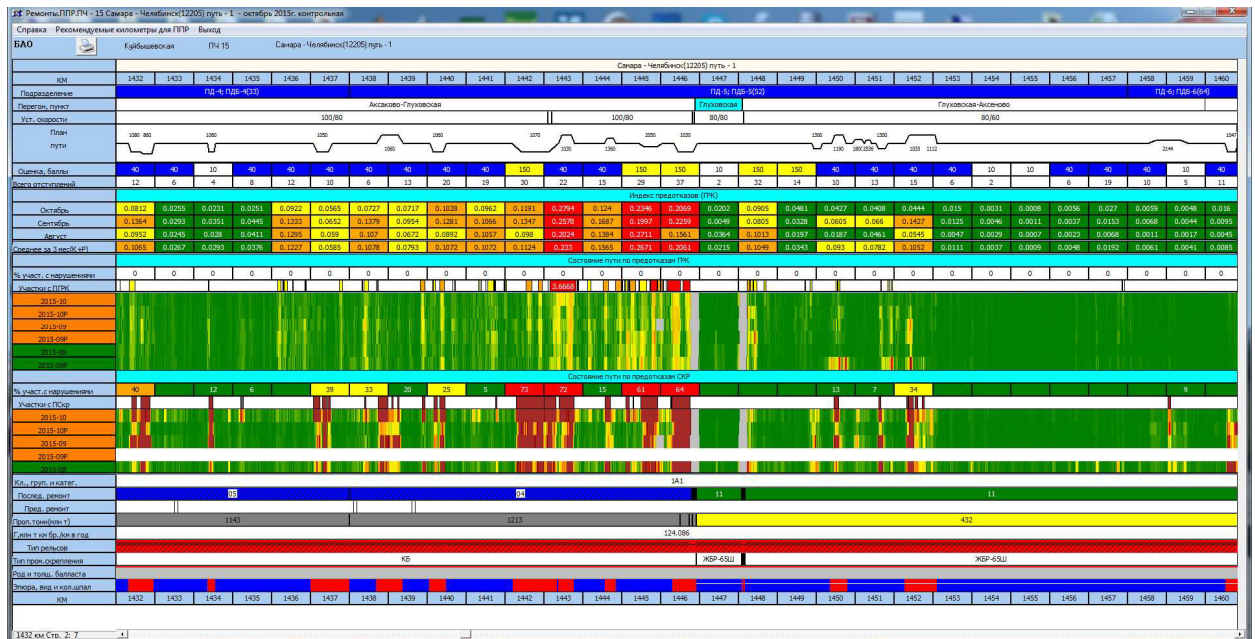 Ремонты.ППР.ПЧ - 15 Самара - Челябинск(12205) путь - 1 - октябрь 2015г. контрольная
Справка Рекомендуемые километры для ППР Выход
БАО Куйбышевская ПЧ 15 Самара - Челябинск(12205) путь - 1
Самара - Челябинск(12205) путь - 1
КМ 1432 1433 1434 1435 1436 1437 1438 1439 1440 1441 1442 1443 1444 1445 1446 1447 1448 1449 1450 1451 1452 1453 1454 1455 1456 1457 1458 1459 1460
Подразделение ПД-4; ПДБ-4(33) ПД-5; ПДБ-5(52) ПД-6; ПДБ-6(64)
Перегон, пункт Аксаково-Глуховская Глуховская Глуховская-Аксеново
Уст. скорости 100/80 100/80 80/80 80/60
План
1080 860 1060 1050 1060 1070 2050 1030 1300 1300 1047
пути
1060 1030 1360 1190 1033 1112 2144
Оценка, баллы 40 40 10 40 40 40 40 40 40 40 150 40 40 150 150 10 150 150 40 40 40 40 10 10 40 40 40 10 40
Всего отступлений 12 6 4 8 12 10 6 13 20 19 30 22 15 29 37 2 32 14 10 13 15 6 2 6 19 10 5 11
Индекс предотказов (ГРК)
Октябрь 0.0812 0.0255 0.0231 0.0251 0.0922 0.0565 0.0727 0.0717 0.1028 0.0962 0.1191 0.2794 0.124 0.2346 0.2069 0.0202 0.0905 0.0481 0.0427 0.0408 0.0444 0.015 0.0031 0.0008 0.0056 0.027 0.0059 0.0048 0.016
Сентябрь 0.1364 0.0293 0.0351 0.0445 0.1333 0.0652 0.1379 0.0954 0.1281 0.1066 0.1347 0.2578 0.1687 0.1997 0.2259 0.0049 0.0805 0.0328 0.0605 0.066 0.1427 0.0125 0.0046 0.0011 0.0037 0.0153 0.0068 0.0044 0.0095
Август 0.0952 0.0245 0.028 0.0411 0.1295 0.059 0.107 0.0672 0.0892 0.1057 0.098 0.2024 0.1384 0.2711 0.1561 0.0364 0.1013 0.0197 0.0187 0.0461 0.0545 0.0047 0.0029 0.0007 0.0023 0.0068 0.0011 0.0017 0.0045
Среднее за 3 мес(К+Р) 0.1065 0.0267 0.0293 0.0376 0.1227 0.0585 0.1078 0.0793 0.1072 0.1072 0.1124 0.233 0.1565 0.2671 0.2061 0.0215 0.1049 0.0343 0.093 0.0782 0.1052 0.0111 0.0037 0.0009 0.0048 0.0192 0.0061 0.0041 0.0085
Состояние пути по предотказам ГРК
% участ. с нарушениями 0 0 0 0 0 0 0 0 0 0 0 0 0 0 0 0 0 0 0 0 0 0 0 0 0 0 0 0 0
Участки с ПГРК 3.6668
2015-10
2015-10Р
2015-09
2015-09Р
2015-08
2015-08Р
Состояние пути по предотказам СКР
% участ.с нарушениями 40 12 6 39 33 20 25 5 73 72 15 61 64 13 7 34 9
Участки с ПСкр
2015-10
2015-10Р
2015-09
2015-09Р
2015-08
Кл., груп. и катег. 1А1
Послед. ремонт 05 04 11 11
Пред. ремонт
Проп.тонн(млн т) 1143 1213 432
Г,млн т км бр./км в год 124.086
Тип рельсов
Тип пром.скрепления КБ ЖБР-65Ш ЖБР-65Ш
Род и толщ. балласта
Эпюра, вид и кол.шпал
КМ 1432 1433 1434 1435 1436 1437 1438 1439 1440 1441 1442 1443 1444 1445 1446 1447 1448 1449 1450 1451 1452 1453 1454 1455 1456 1457 1458 1459 1460
1432 км Стр. 2: 7